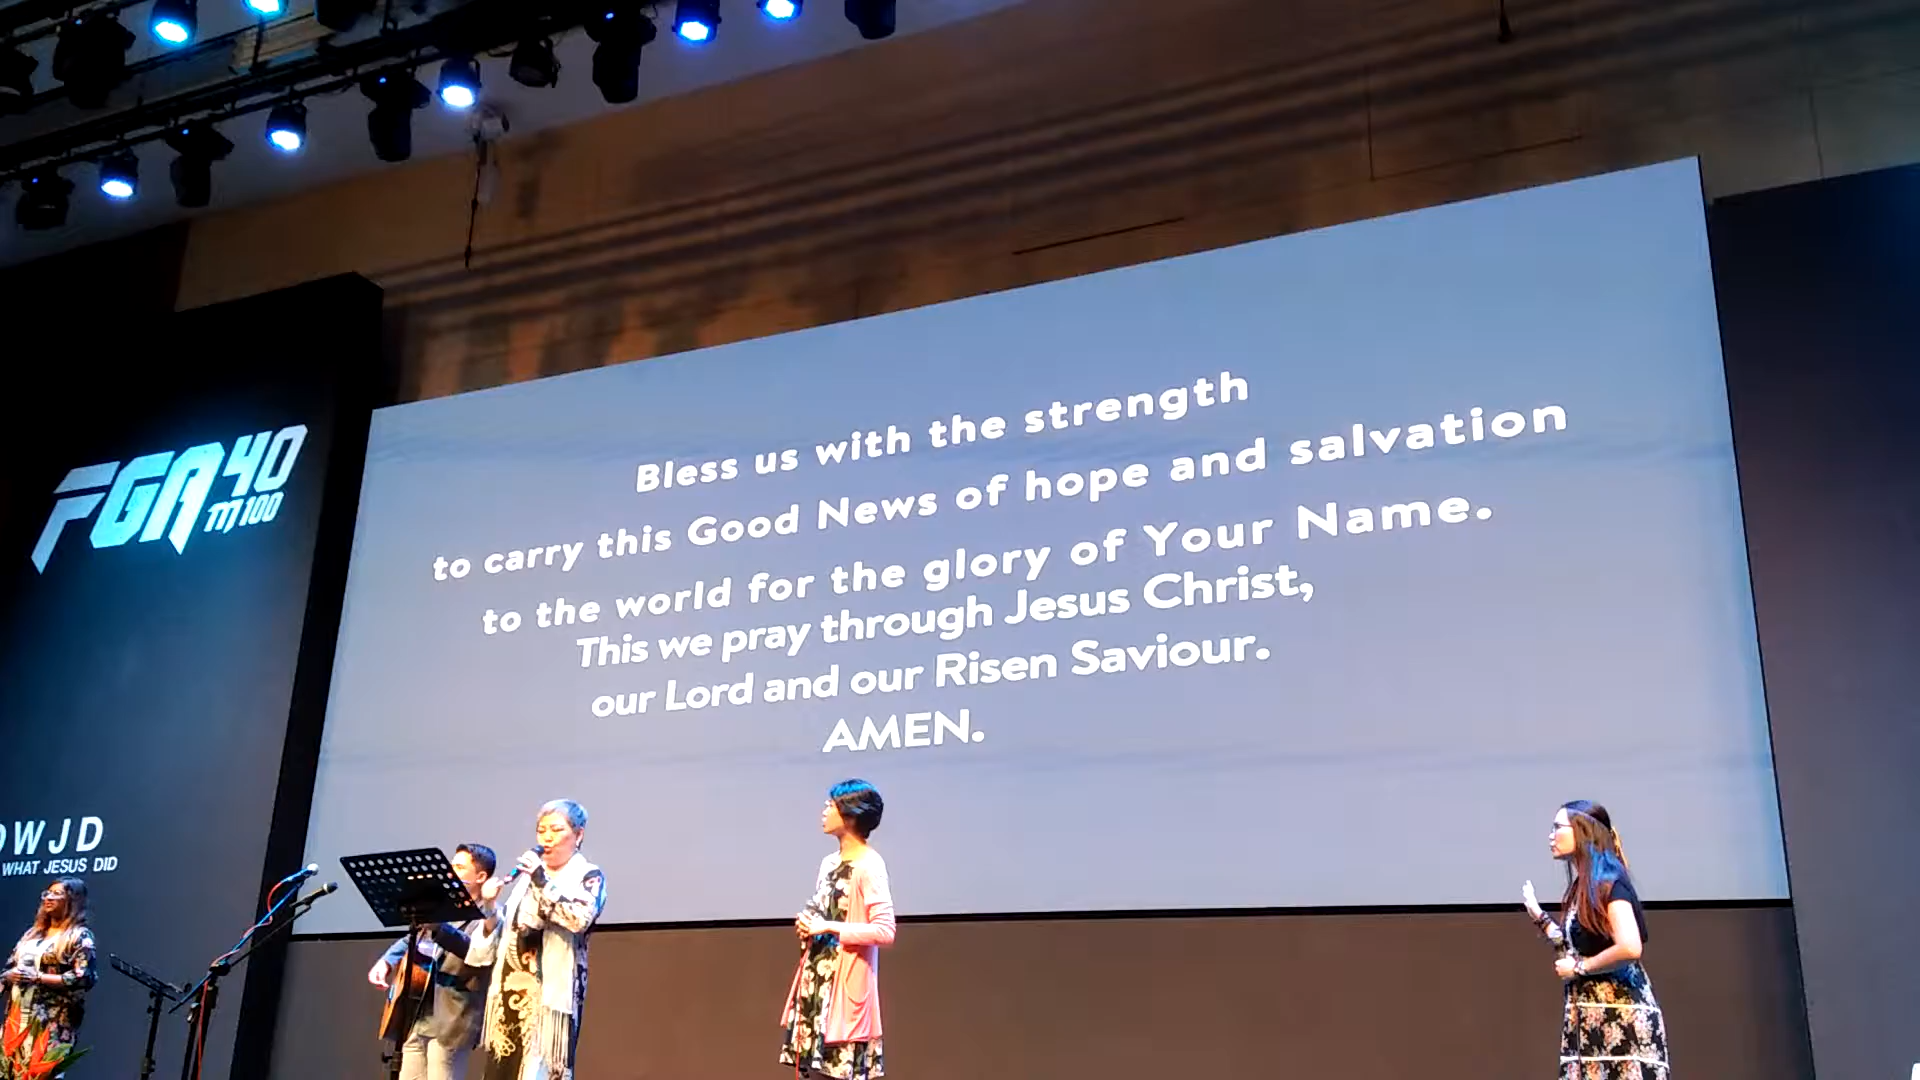 Bless us with the strength
to carry this Good News of hope and salvation
to the world for the glory of Your Name.
This we pray through Jesus Christ,
our Lord and our Risen Saviour.
AMEN.
FGA 40
m100
WJD
WHAT JESUS DID